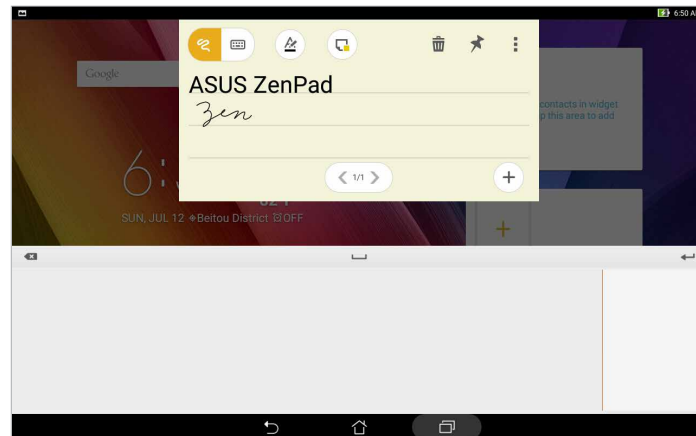 6:50 A
ASUS ZenPad
Zen
1/1
Google
contacts in widget
p this area to add
6:
SUN, JUL 12
Beitou District
OFF